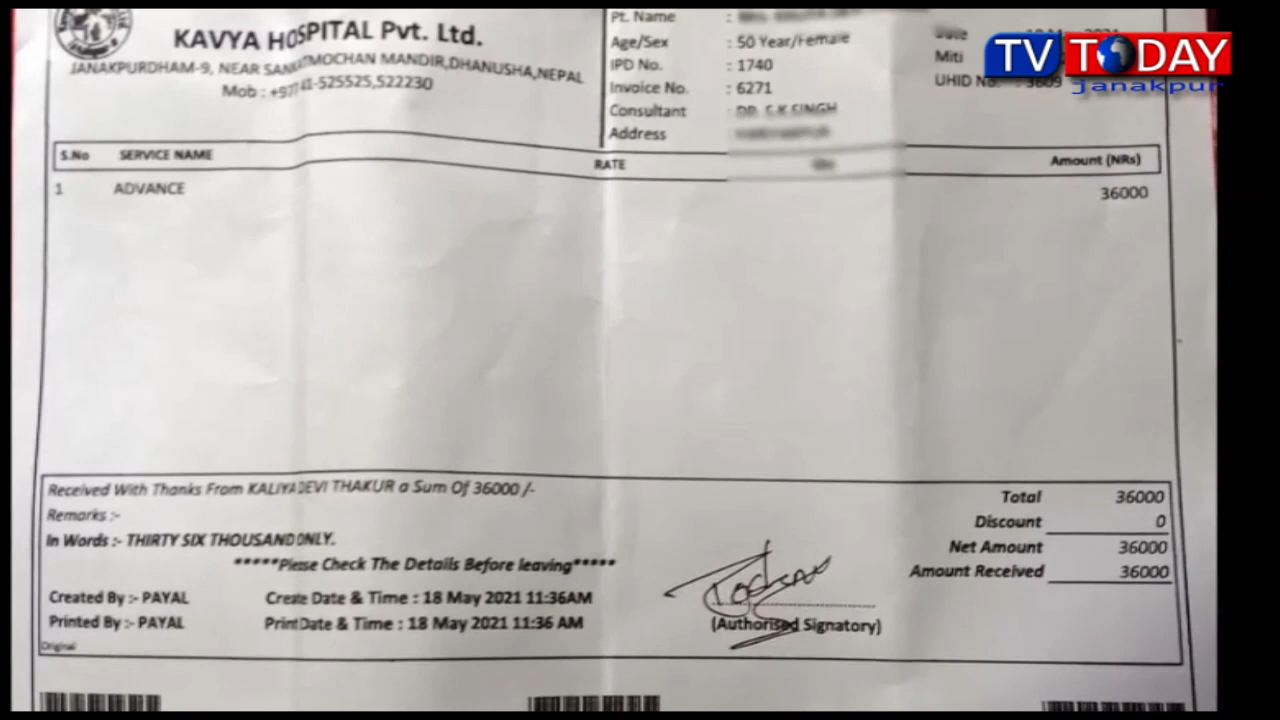 TV TODAY
janakpur
KAVYA HOSPITAL Pvt. Ltd.
JANAKPURDHAM-9, NEAR SANKATMOCHAN MANDIR,DHANUSHA,NEPAL
Mob : +977 41-525525,522230
Pt. Name :
Age/Sex : 50 Year/Female
IPD No. : 1740
Invoice No. : 6271
Consultant : DR. S.K SINGH
Address :
Date
Miti
UHID No. : 3609
S.No SERVICE NAME RATE Amount (NRs)
1 ADVANCE 36000
Received With Thanks From KALIYADEVI THAKUR a Sum Of 36000 /-
Remarks :-
In Words :- THIRTY SIX THOUSAND ONLY.
*****Please Check The Details Before leaving*****
Created By :- PAYAL Create Date & Time : 18 May 2021 11:36AM
Printed By :- PAYAL Print Date & Time : 18 May 2021 11:36 AM
Original
Total 36000
Discount 0
Net Amount 36000
Amount Received 36000
(Authorised Signatory)